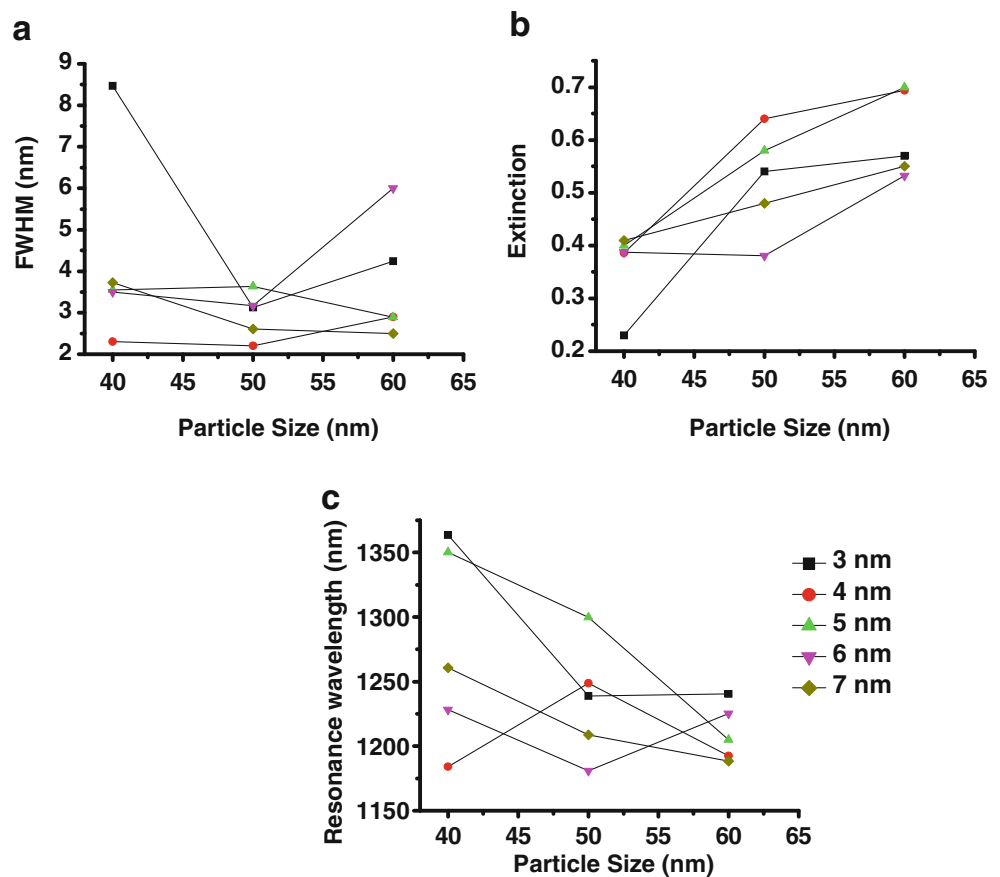 a
9
8
7
6
5
4
3
2
FWHM (nm)
40 45 50 55 60 65
Particle Size (nm)
b
0.7
0.6
0.5
0.4
0.3
0.2
Extinction
40 45 50 55 60 65
Particle Size (nm)
c
1350
1300
1250
1200
1150
Resonance wavelength (nm)
40 45 50 55 60 65
Particle Size (nm)
3 nm
4 nm
5 nm
6 nm
7 nm